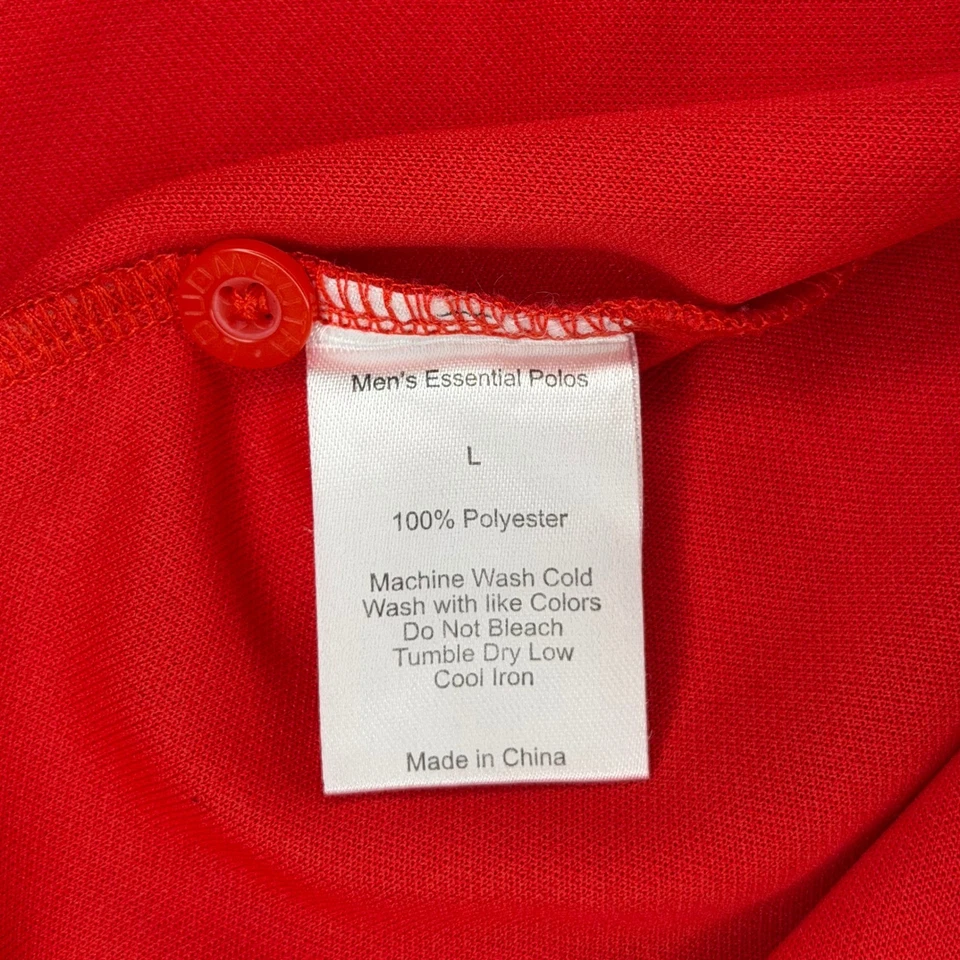 Men's Essential Polos
L
100% Polyester
Machine Wash Cold
Wash with like Colors
Do Not Bleach
Tumble Dry Low
Cool Iron
Made in China